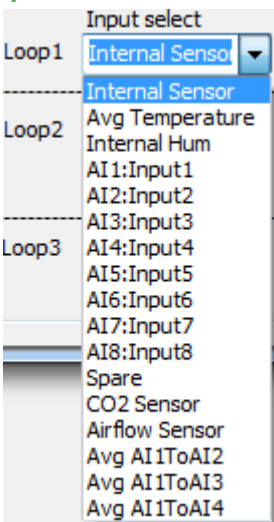 Input select
Loop1 Internal Senso
Internal Sensor
Avg Temperature
Loop2
Internal Hum
AI1:Input1
AI2:Input2
AI3:Input3
Loop3 AI4:Input4
AI5:Input5
AI6:Input6
AI7:Input7
AI8:Input8
Spare
CO2 Sensor
Airflow Sensor
Avg AI1ToAI2
Avg AI1ToAI3
Avg AI1ToAI4